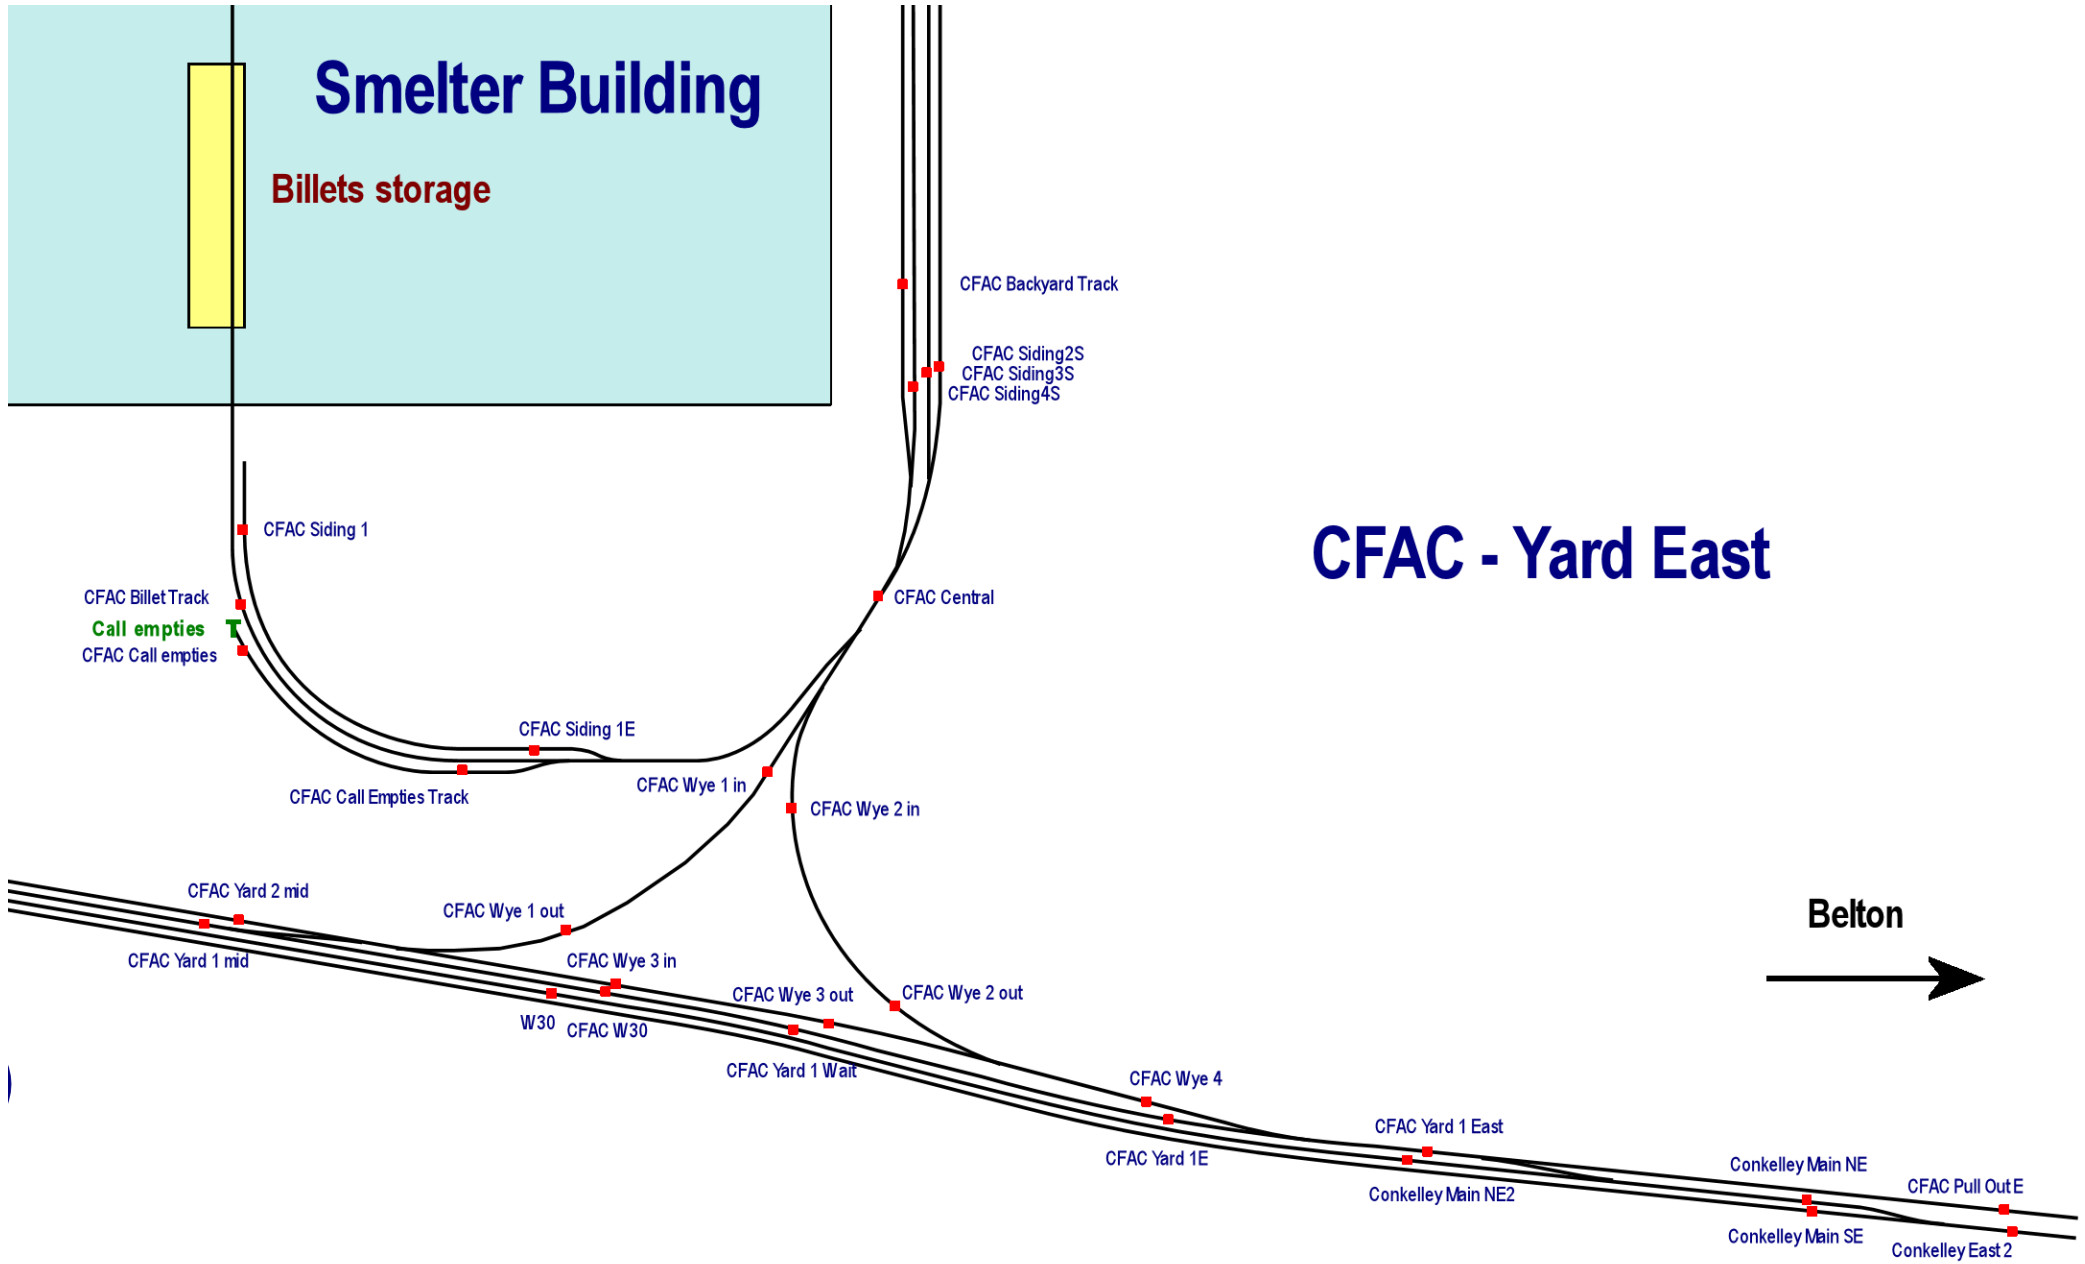 Smelter Building
Billets storage
CFAC Backyard Track
CFAC Siding2S
CFAC Siding3S
CFAC Siding4S
CFAC Siding 1
CFAC - Yard East
CFAC Billet Track
CFAC Central
Call empties
CFAC Call empties
CFAC Siding 1E
CFAC Wye 1 in
CFAC Call Empties Track
CFAC Wye 2 in
CFAC Yard 2 mid
CFAC Wye 1 out
Belton
CFAC Yard 1 mid
CFAC Wye 3 in
CFAC Wye 3 out
CFAC Wye 2 out
W30
CFAC W30
CFAC Yard 1 Wait
CFAC Wye 4
CFAC Yard 1 East
CFAC Yard 1E
Conkelley Main NE
CFAC Pull Out E
Conkelley Main NE2
Conkelley Main SE
Conkelley East 2